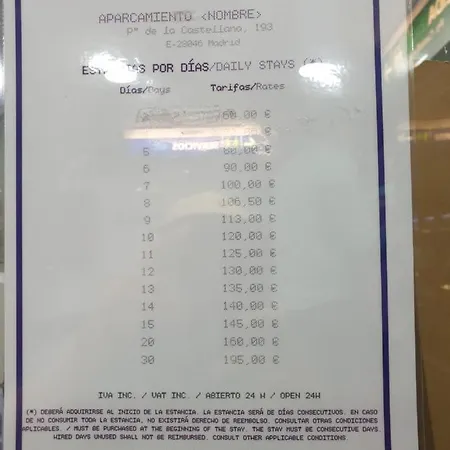 APARCAMIENTO <NOMBRE>
Pº de la Castellana, 193
E-28046 Madrid
ESTANCIAS POR DÍAS/DAILY STAYS (*)
Días/Days Tarifas/Rates
5 80,00 €
6 90,00 €
7 100,00 €
8 106,50 €
9 113,00 €
10 120,00 €
11 125,00 €
12 130,00 €
13 135,00 €
14 140,00 €
15 145,00 €
20 160,00 €
30 195,00 €
IVA INC. / VAT INC. / ABIERTO 24 H / OPEN 24H
(*) DEBERÁ ADQUIRIRSE AL INICIO DE LA ESTANCIA. LA ESTANCIA SERÁ DE DÍAS CONSECUTIVOS. EN CASO
DE NO CONSUMIR TODA LA ESTANCIA, NO EXISTIRÁ DERECHO DE REEMBOLSO. CONSULTAR OTRAS CONDICIONES
APLICABLES. / MUST BE PURCHASED AT THE BEGINNING OF THE STAY. THE STAY MUST BE CONSECUTIVE DAYS.
HIRED DAYS UNUSED SHALL NOT BE REIMBURSED. CONSULT OTHER APPLICABLE CONDITIONS